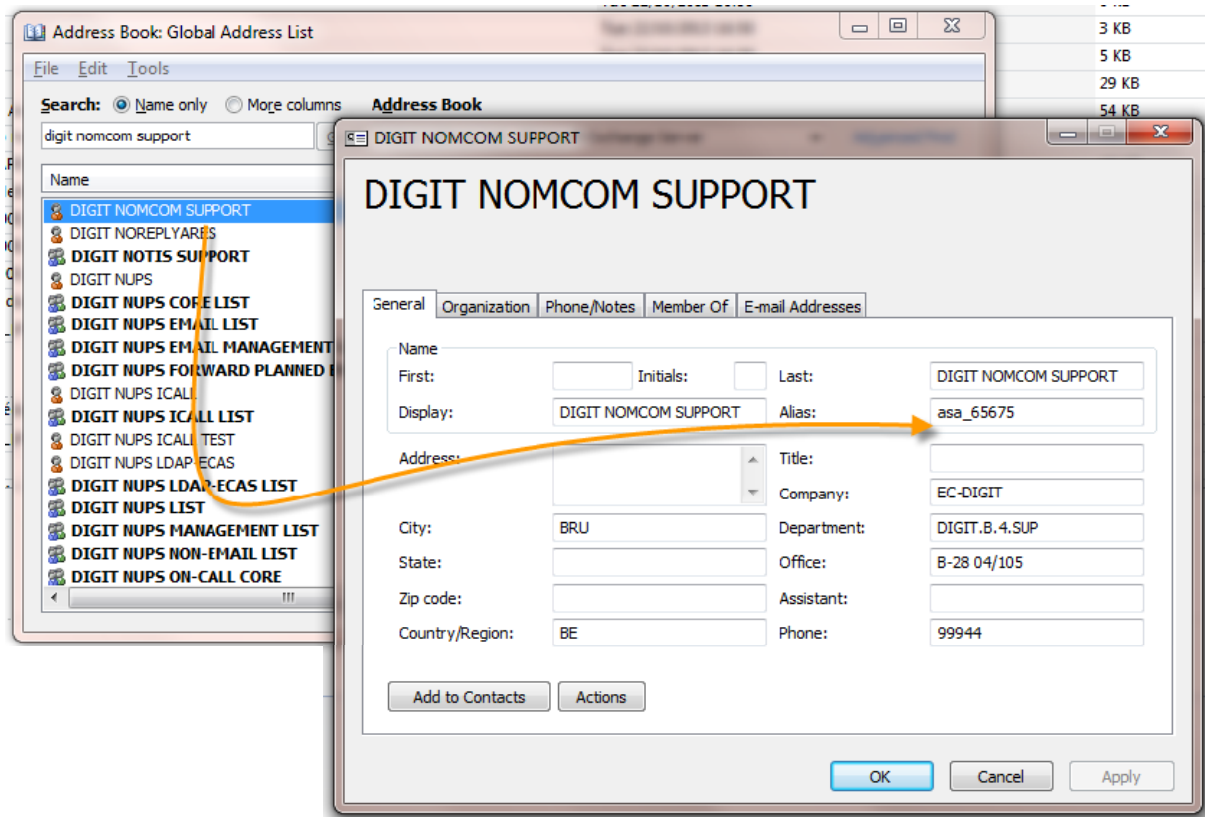 3 KB
5 KB
29 KB
54 KB
Address Book: Global Address List
File Edit Tools
Search: Name only More columns Address Book
digit nomcom support
Name
DIGIT NOMCOM SUPPORT
DIGIT NOREPLYARES
DIGIT NOTIS SUPPORT
DIGIT NUPS
DIGIT NUPS CORE LIST
DIGIT NUPS EMAIL LIST
DIGIT NUPS EMAIL MANAGEMENT
DIGIT NUPS FORWARD PLANNED
DIGIT NUPS ICALL
DIGIT NUPS ICALL LIST
DIGIT NUPS ICALL TEST
DIGIT NUPS LDAP-ECAS
DIGIT NUPS LDAP-ECAS LIST
DIGIT NUPS LIST
DIGIT NUPS MANAGEMENT LIST
DIGIT NUPS NON-EMAIL LIST
DIGIT NUPS ON-CALL CORE
DIGIT NOMCOM SUPPORT
DIGIT NOMCOM SUPPORT
General Organization Phone/Notes Member Of E-mail Addresses
Name
First: Initials: Last: DIGIT NOMCOM SUPPORT
Display: DIGIT NOMCOM SUPPORT Alias: asa_65675
Address: Title:
Company: EC-DIGIT
City: BRU Department: DIGIT.B.4.SUP
State: Office: B-28 04/105
Zip code: Assistant:
Country/Region: BE Phone: 99944
Add to Contacts Actions
OK Cancel Apply